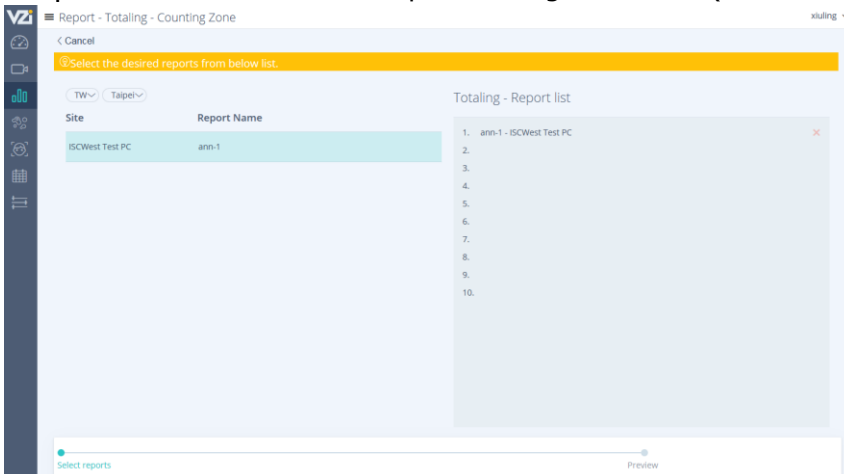 VZi
Report - Totaling - Counting Zone
xiuling
< Cancel
Select the desired reports from below list.
TW Taipei
Totaling - Report list
Site Report Name
ISCWest Test PC ann-1
1. ann-1 - ISCWest Test PC
2.
3.
4.
5.
6.
7.
8.
9.
10.
Select reports
Preview